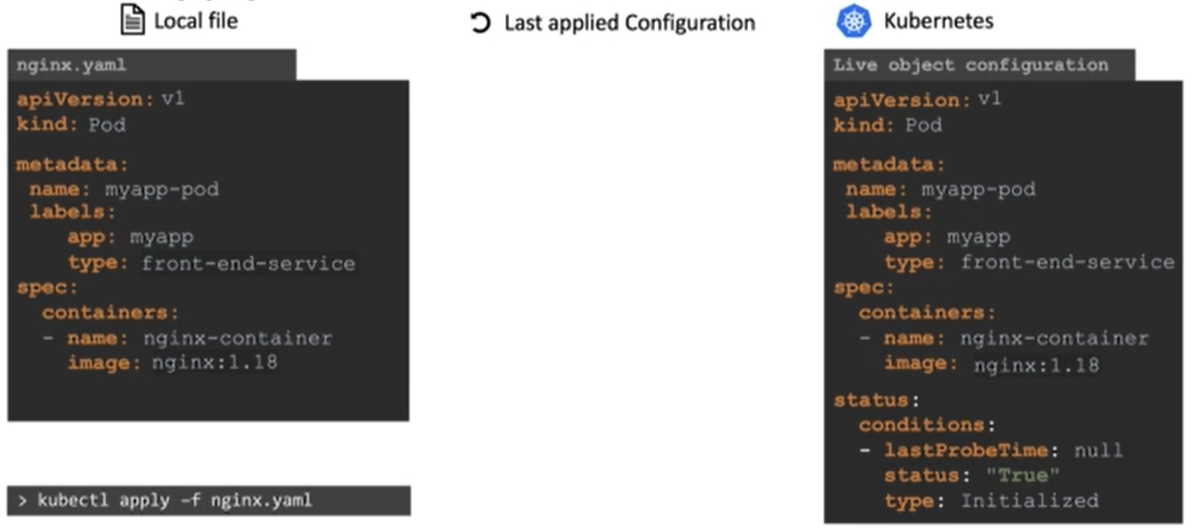 Local file
Last applied Configuration
Kubernetes
nginx.yaml
apiVersion: v1
kind: Pod
metadata:
name: myapp-pod
labels:
app: myapp
type: front-end-service
spec:
containers:
- name: nginx-container
image: nginx:1.18
> kubectl apply -f nginx.yaml
Live object configuration
apiVersion: v1
kind: Pod
metadata:
name: myapp-pod
labels:
app: myapp
type: front-end-service
spec:
containers:
- name: nginx-container
image: nginx:1.18
status:
conditions:
- lastProbeTime: null
status: "True"
type: Initialized